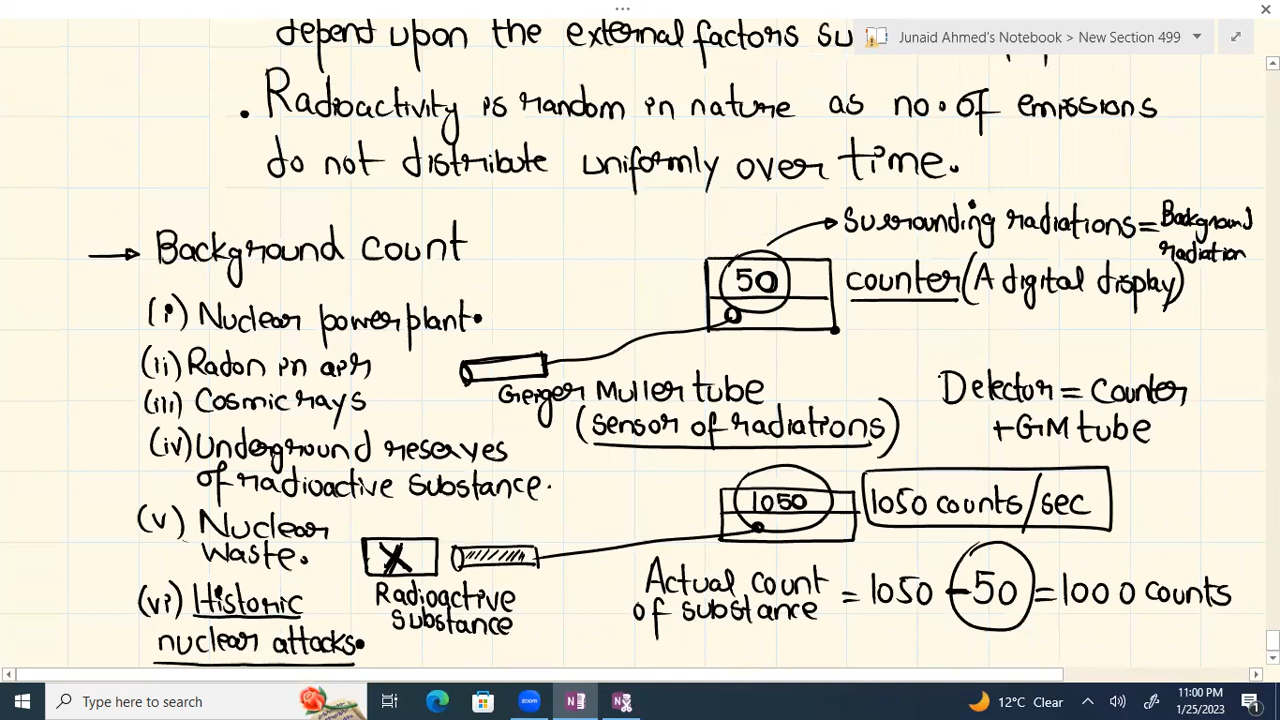 Junaid Ahmed's Notebook > New Section 499
depend upon the external factors su
. Radioactivity is random in nature as no. of emissions
do not distribute uniformly over time.
→ Background count
(i) Nuclear power plant.
(ii) Radon in air
(iii) Cosmic rays
(iv) Underground reserves
of radioactive substance.
(v) Nuclear
waste.
(vi) Historic
nuclear attacks.
Surrounding radiations = Background
radiation
50
counter (A digital display)
Geiger Muller tube
(sensor of radiations)
Detector = Counter
+ GM tube
1050
1050 counts/sec
X
Radioactive
substance
Actual count
of substance
= 1050 - 50 = 1000 counts
Type here to search
zoom
12°C Clear
11:00 PM
1/25/2023